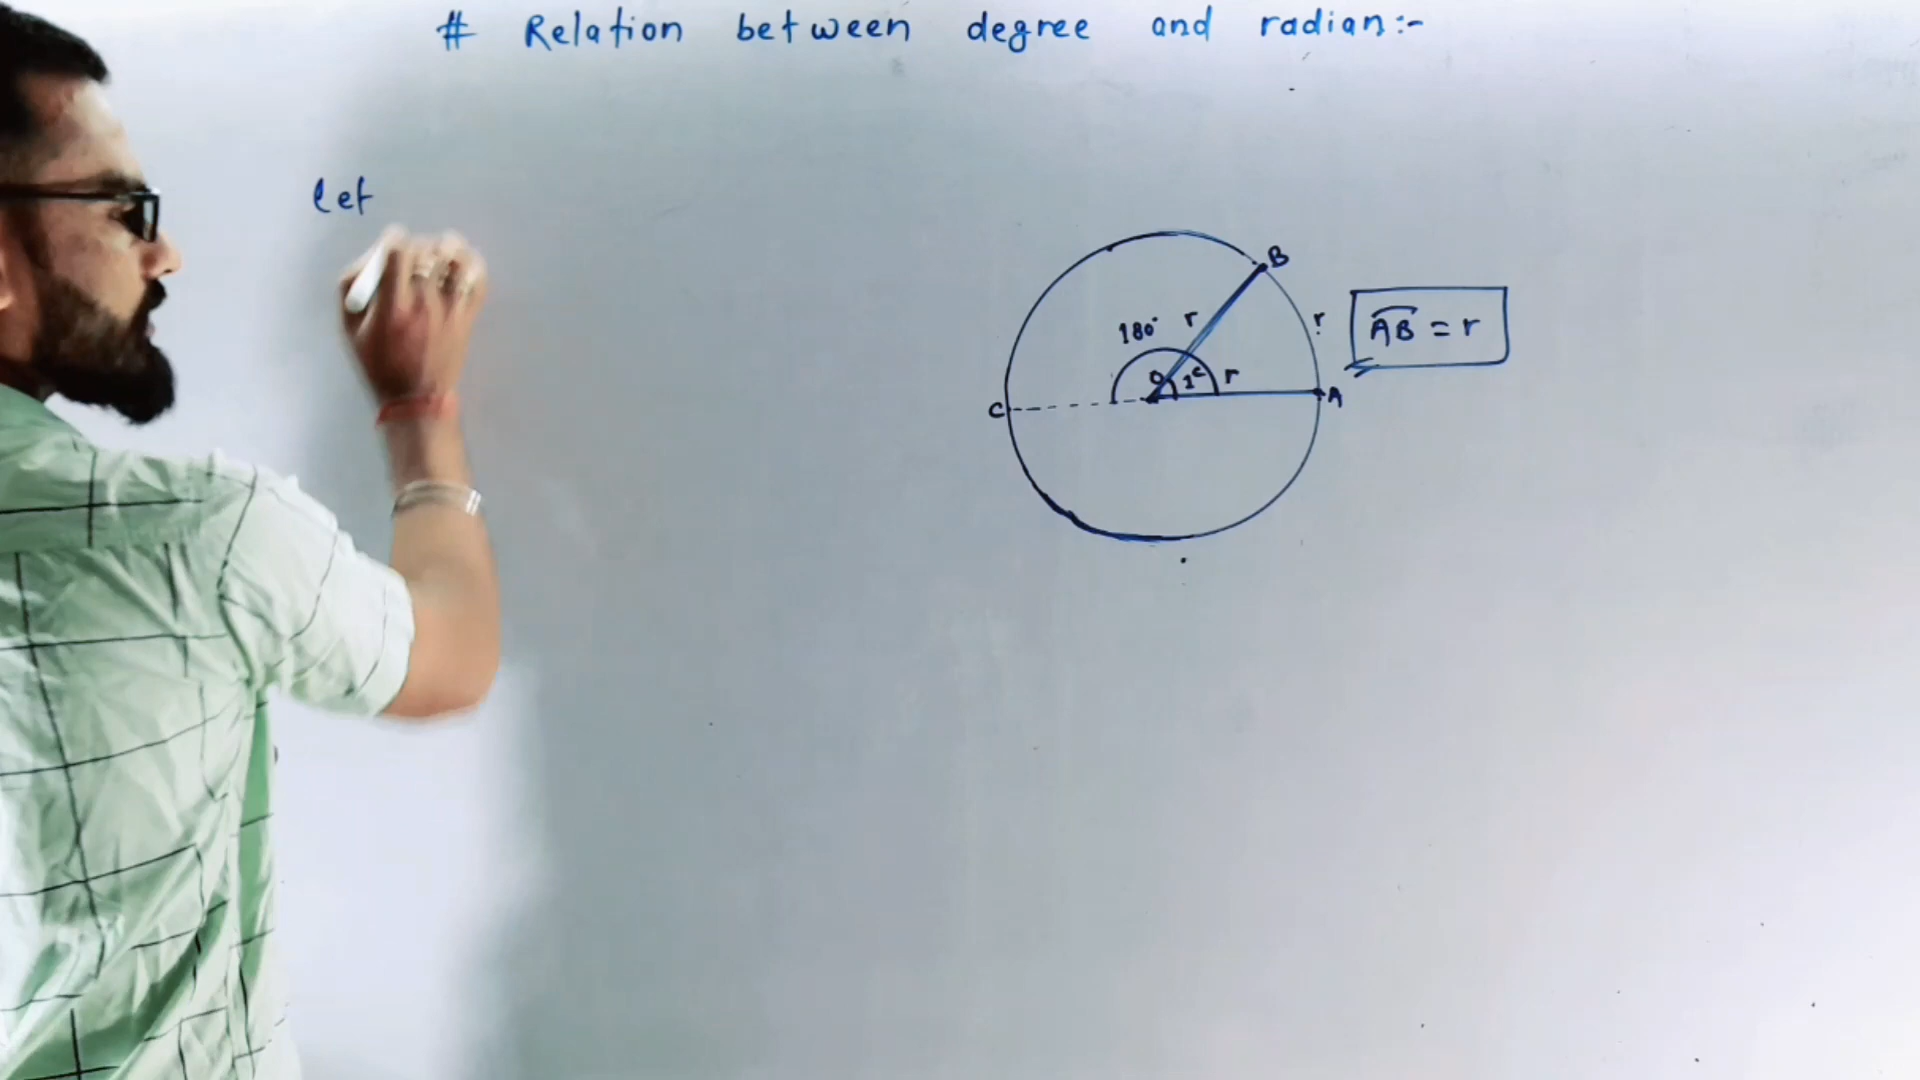 # Relation between degree and radian:-
let
B
180° r r
AB = r
O 1ᶜ r
C A